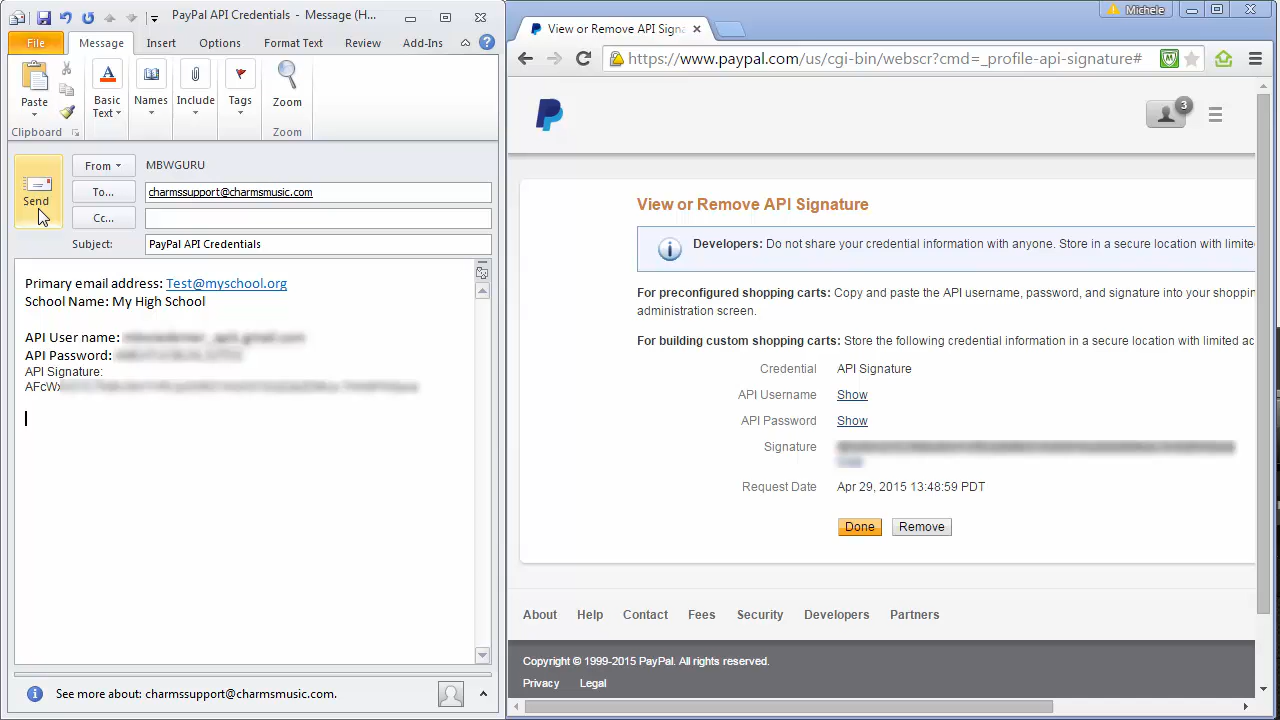 PayPal API Credentials - Message (H...
File
Message
Insert
Options
Format Text
Review
Add-Ins
Paste
Basic
Text
Names
Include
Tags
Zoom
Clipboard
Zoom
Send
From
MBWGURU
To...
charmssupport@charmsmusic.com
Cc...
Subject:
PayPal API Credentials
Primary email address: Test@myschool.org
School Name: My High School
API User name:
API Password:
API Signature:
AFcWx
See more about: charmssupport@charmsmusic.com.
View or Remove API Signa
Michele
https://www.paypal.com/us/cgi-bin/webscr?cmd=_profile-api-signature#
3
View or Remove API Signature
Developers: Do not share your credential information with anyone. Store in a secure location with limite
For preconfigured shopping carts: Copy and paste the API username, password, and signature into your shoppin
administration screen.
For building custom shopping carts: Store the following credential information in a secure location with limited ac
Credential API Signature
API Username Show
API Password Show
Signature
Request Date Apr 29, 2015 13:48:59 PDT
Done Remove
About Help Contact Fees Security Developers Partners
Copyright © 1999-2015 PayPal. All rights reserved.
Privacy Legal